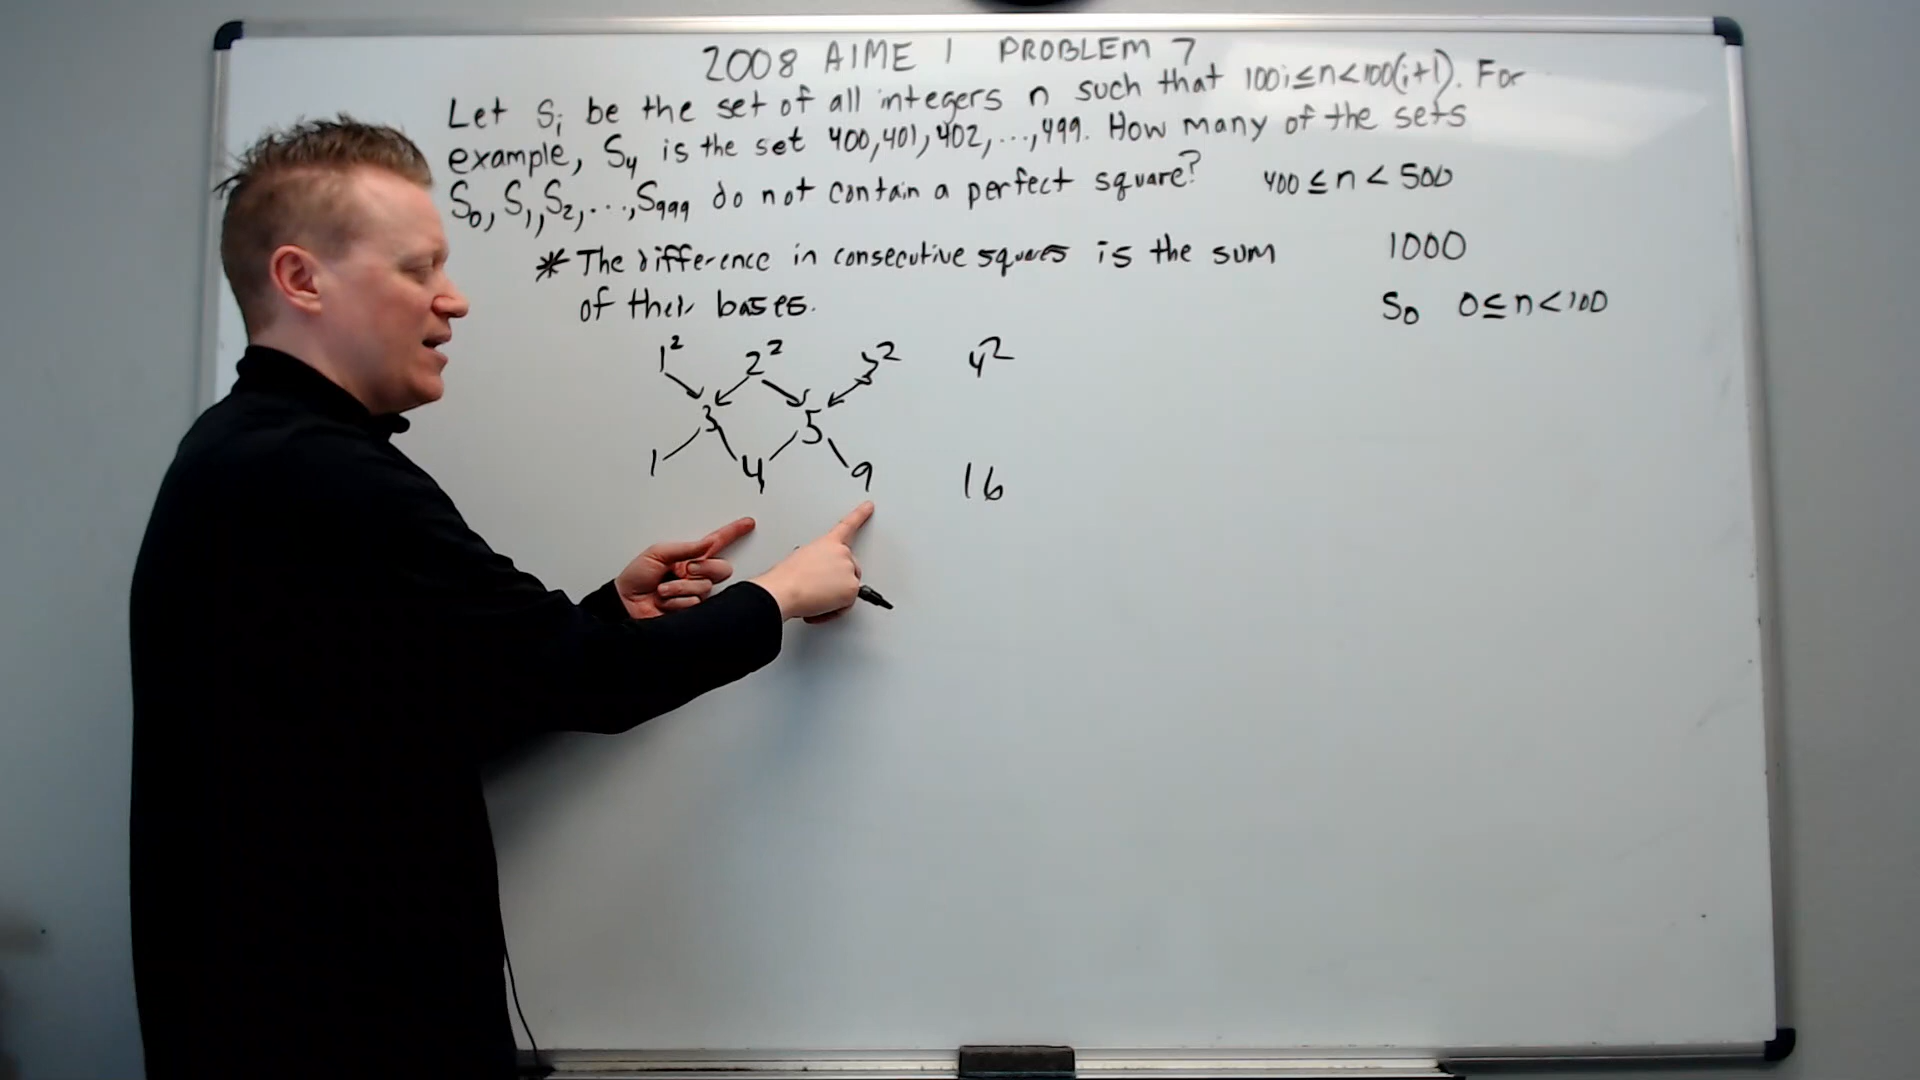 2008 AIME 1 PROBLEM 7
Let Si be the set of all integers n such that 100i≤n<100(i+1). For
example, S4 is the set 400,401,402,...,499. How many of the sets
S0, S1, S2,...,S999 do not contain a perfect square? 400≤n<500
* The difference in consecutive squares is the sum
of their bases.
1000
S0 0≤n<100
1² 2² 3² 4²
3 5
1 4 9 16